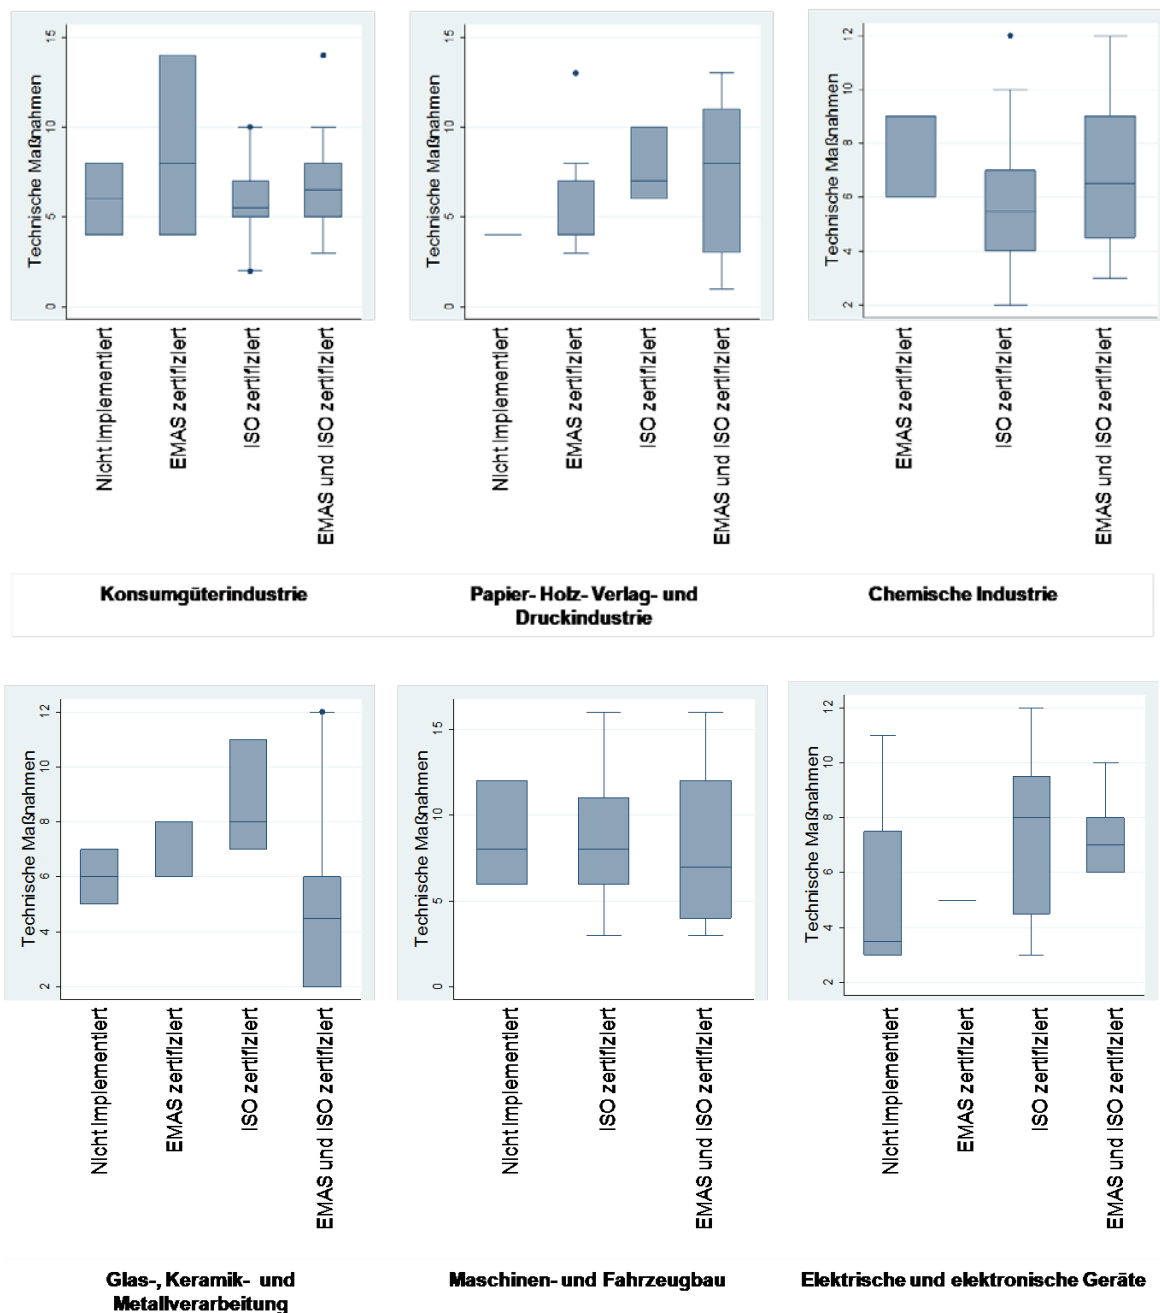 Technische Maßnahmen
15
10
5
0
Nicht Implementiert
EMAS zertifiziert
ISO zertifiziert
EMAS und ISO zertifiziert
Technische Maßnahmen
15
10
5
0
Nicht Implementiert
EMAS zertifiziert
ISO zertifiziert
EMAS und ISO zertifiziert
Technische Maßnahmen
12
10
8
6
4
2
EMAS zertifiziert
ISO zertifiziert
EMAS und ISO zertifiziert
Konsumgüterindustrie
Papier- Holz- Verlag- und
Druckindustrie
Chemische Industrie
Technische Maßnahmen
12
10
8
6
4
2
Nicht Implementiert
EMAS zertifiziert
ISO zertifiziert
EMAS und ISO zertifiziert
Technische Maßnahmen
15
10
5
0
Nicht Implementiert
ISO zertifiziert
EMAS und ISO zertifiziert
Technische Maßnahmen
12
10
8
6
4
2
Nicht Implementiert
EMAS zertifiziert
ISO zertifiziert
EMAS und ISO zertifiziert
Glas-, Keramik- und
Metallverarbeitung
Maschinen- und Fahrzeugbau
Elektrische und elektronische Geräte